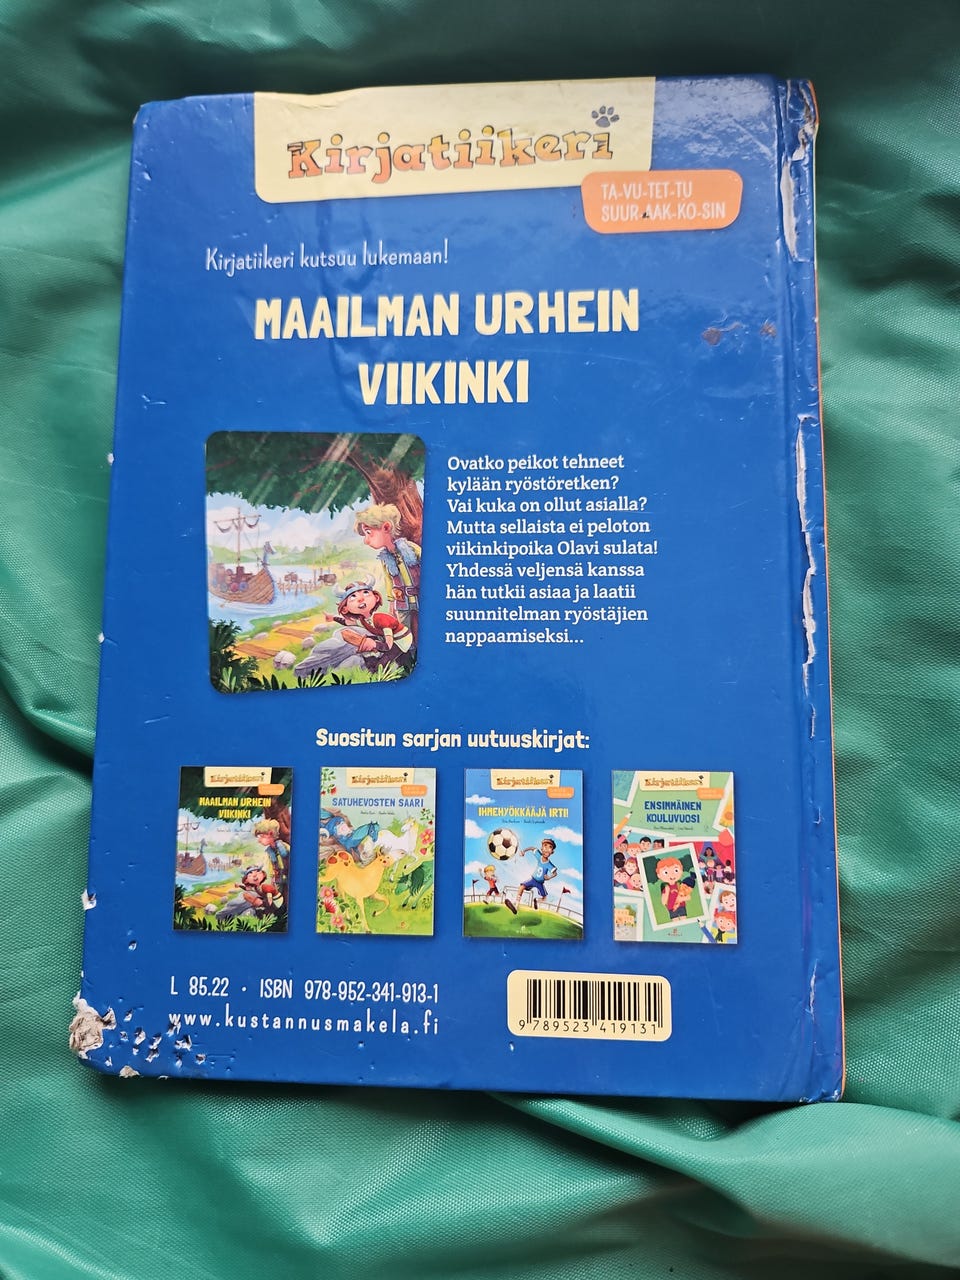 Kirjatiikeri
TA-VU-TET-TU
SUUR-AAK-KO-SIN
Kirjatiikeri kutsuu lukemaan!
MAAILMAN URHEIN
VIIKINKI
Ovatko peikot tehneet
kylään ryöstöretken?
Vai kuka on ollut asialla?
Mutta sellaista ei peloton
viikinkipoika Olavi sulata!
Yhdessä veljensä kanssa
hän tutkii asiaa ja laatii
suunnitelman ryöstäjien
nappaamiseksi...
Suositun sarjan uutuuskirjat:
Kirjatiikeri
MAAILMAN URHEIN
VIIKINKI
Kirjatiikeri
SATUHEVOSTEN SAARI
Kirjatiikeri
IHMEHYÖKKÄÄJÄ IRTI!
Kirjatiikeri
ENSIMMÄINEN
KOULUVUOSI
L 85.22 · ISBN 978-952-341-913-1
www.kustannusmakela.fi
9 789523 419131